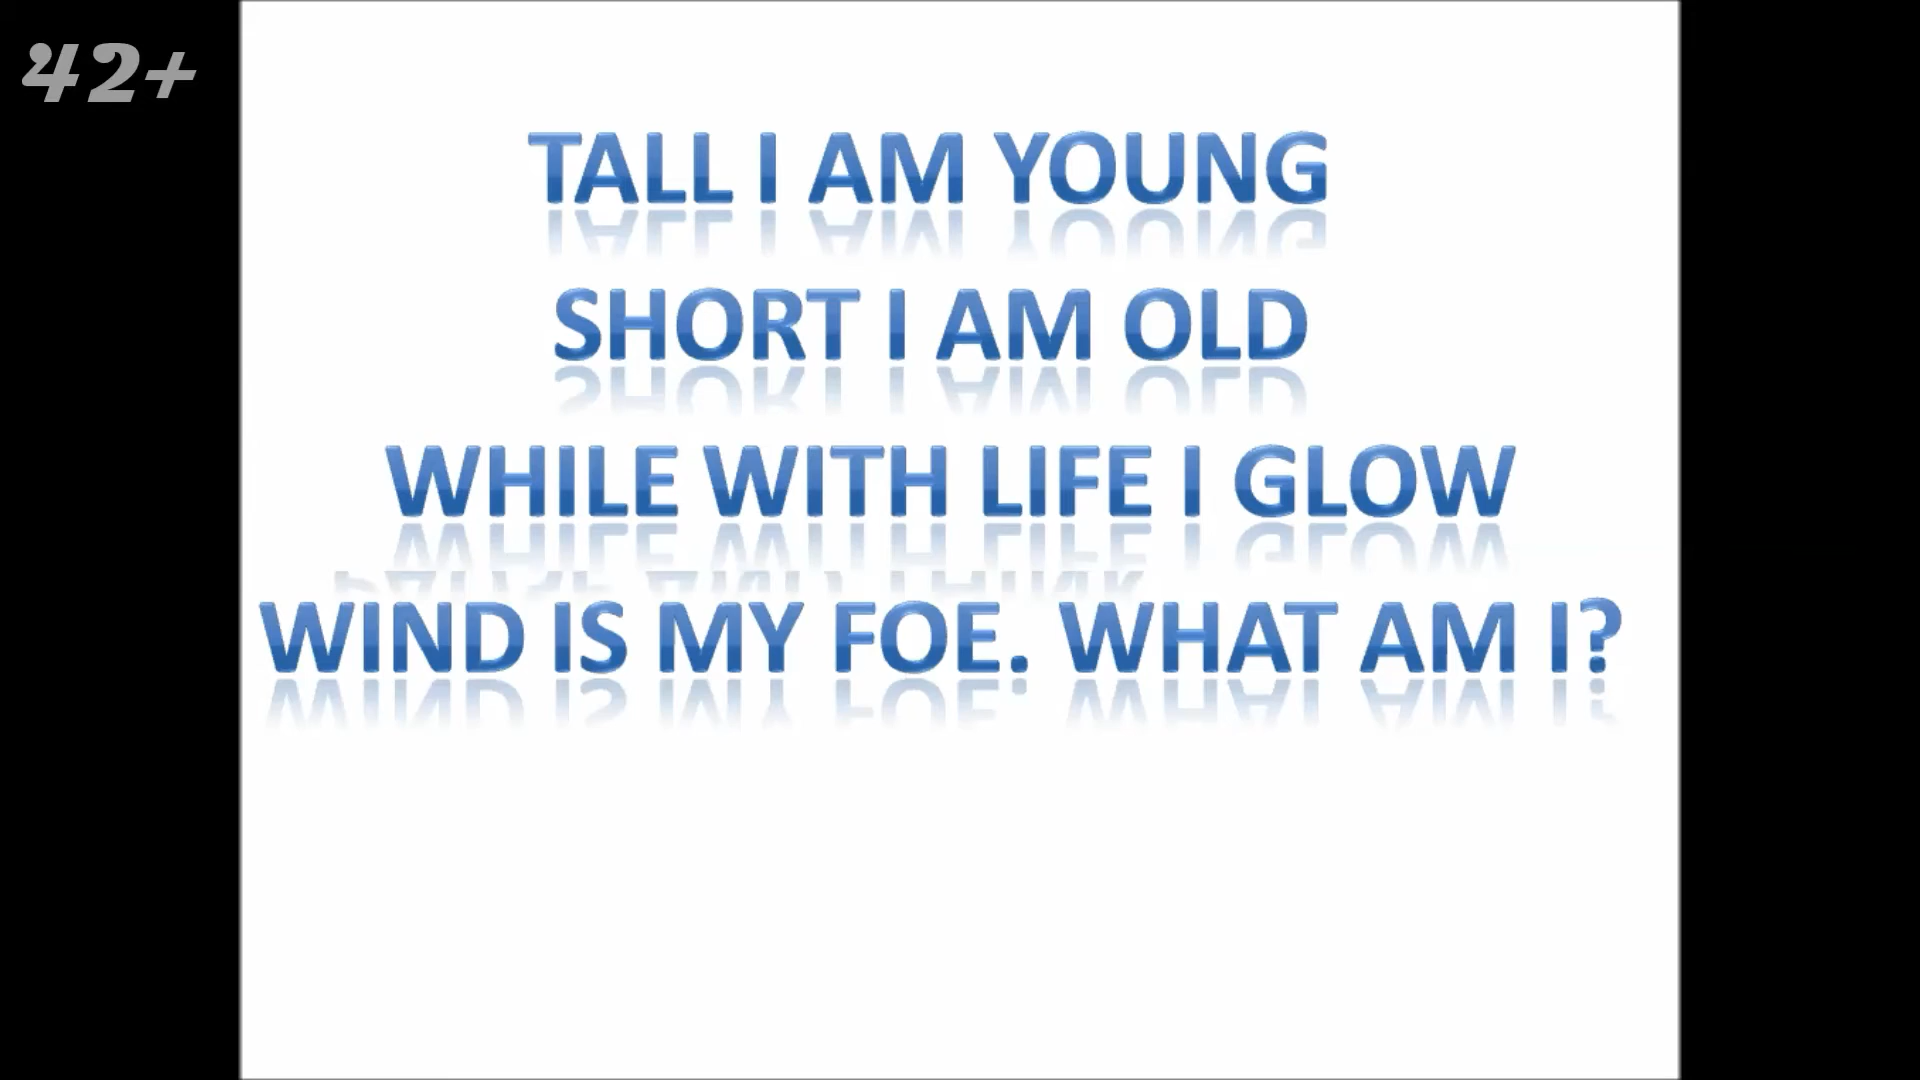 42+
TALL I AM YOUNG
SHORT I AM OLD
WHILE WITH LIFE I GLOW
WIND IS MY FOE. WHAT AM I?